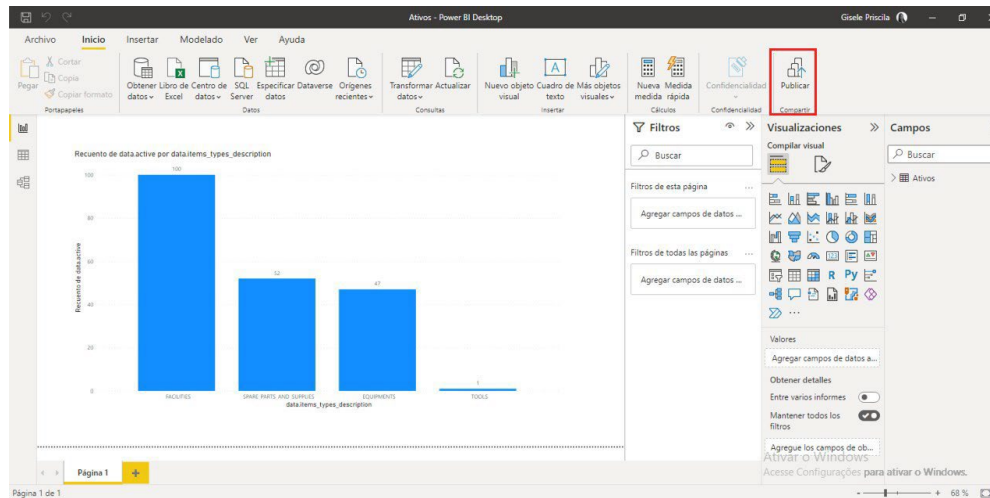 Ativos - Power BI Desktop
Gisele Priscila
Archivo Inicio Insertar Modelado Ver Ayuda
Pegar
Cortar
Copia
Copiar formato
Portapapeles
Obtener datos
Libro de Excel
Centro de datos
SQL Server
Especificar datos
Dataverse
Orígenes recientes
Datos
Transformar datos
Actualizar
Consultas
Nuevo objeto visual
Cuadro de texto
Más objetos visuales
Insertar
Nueva medida
Medida rápida
Cálculos
Confidencialidad
Confidencialidad
Publicar
Compartir
Recuento de data.active por data.items_types_description
Recuento de data.active
100
80
60
40
20
0
100
52
47
1
FACILITIES
SPARE PARTS AND SUPPLIES
EQUIPMENTS
TOOLS
data.items_types_description
Filtros
Buscar
Filtros de esta página ...
Agregar campos de datos ...
Filtros de todas las páginas ...
Agregar campos de datos ...
Visualizaciones
Compilar visual
123
R Py
...
Valores
Agregar campos de datos a...
Obtener detalles
Entre varios informes
Mantener todos los
filtros
Agregue los campos de ob...
Campos
Buscar
Ativos
Ativar o Windows
Acesse Configurações para ativar o Windows.
Página 1
Página 1 de 1
68 %